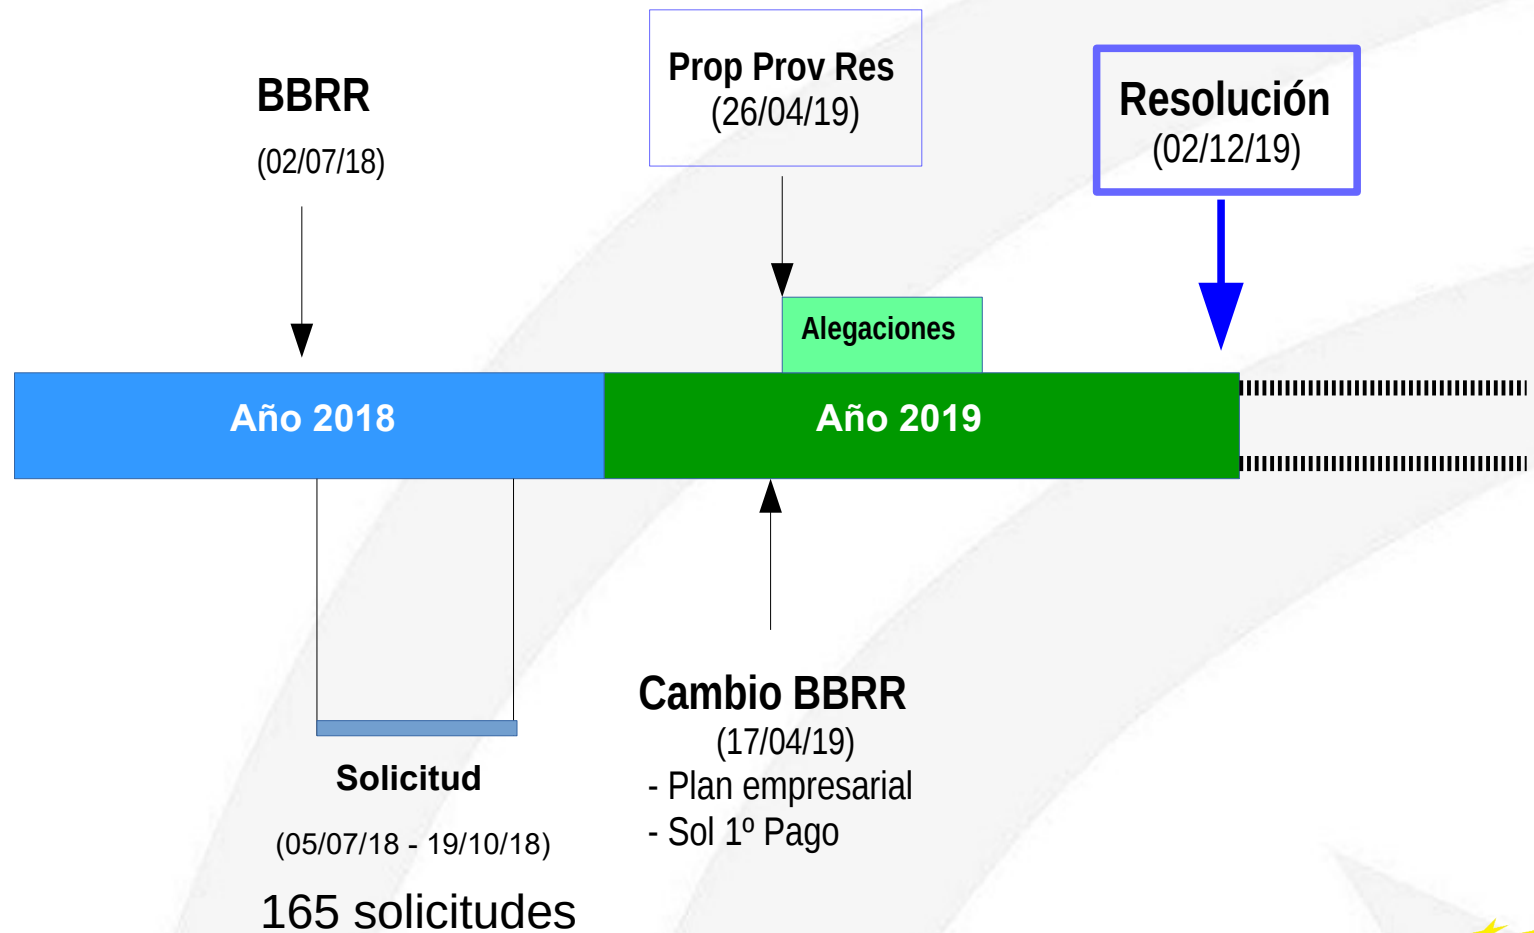 BBRR
(02/07/18)
Prop Prov Res
(26/04/19)
Resolución
(02/12/19)
Alegaciones
Año 2018
Año 2019
Solicitud
(05/07/18 - 19/10/18)
165 solicitudes
Cambio BBRR
(17/04/19)
- Plan empresarial
- Sol 1º Pago